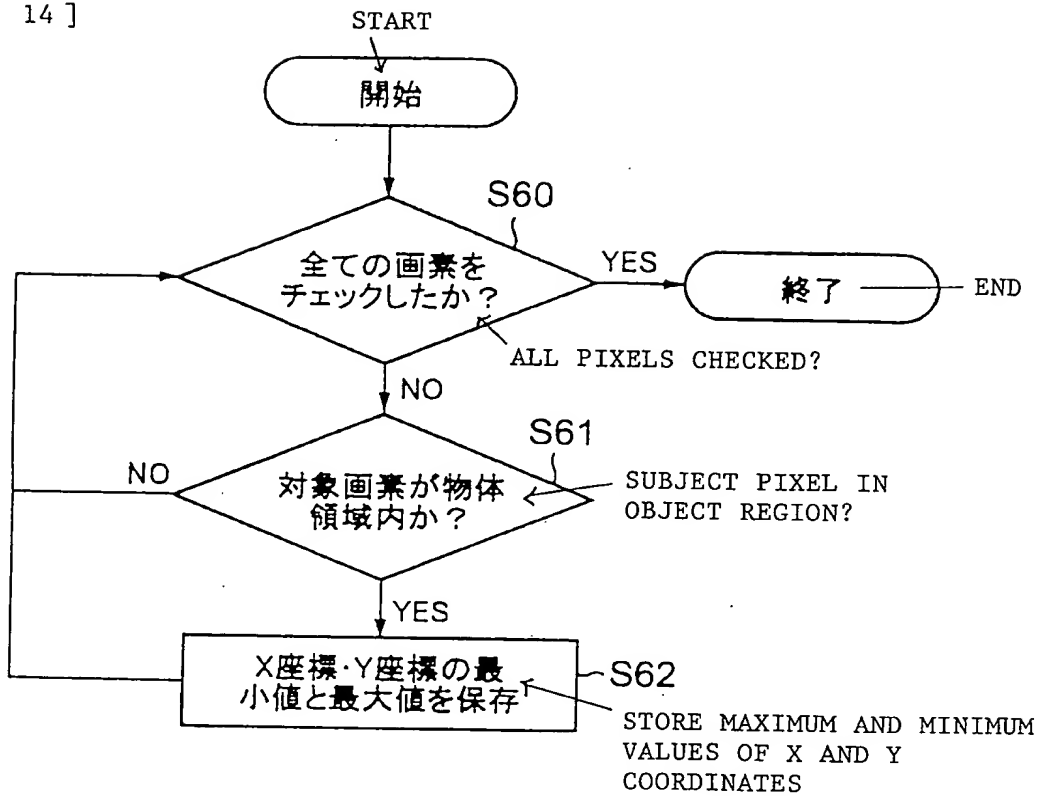 14 ]
START
開始
S60
全ての画素を
チェックしたか?
YES
終了
END
ALL PIXELS CHECKED?
NO
S61
NO
対象画素が物体
領域内か?
SUBJECT PIXEL IN
OBJECT REGION?
YES
X座標・Y座標の最
小値と最大値を保存
S62
STORE MAXIMUM AND MINIMUM
VALUES OF X AND Y
COORDINATES